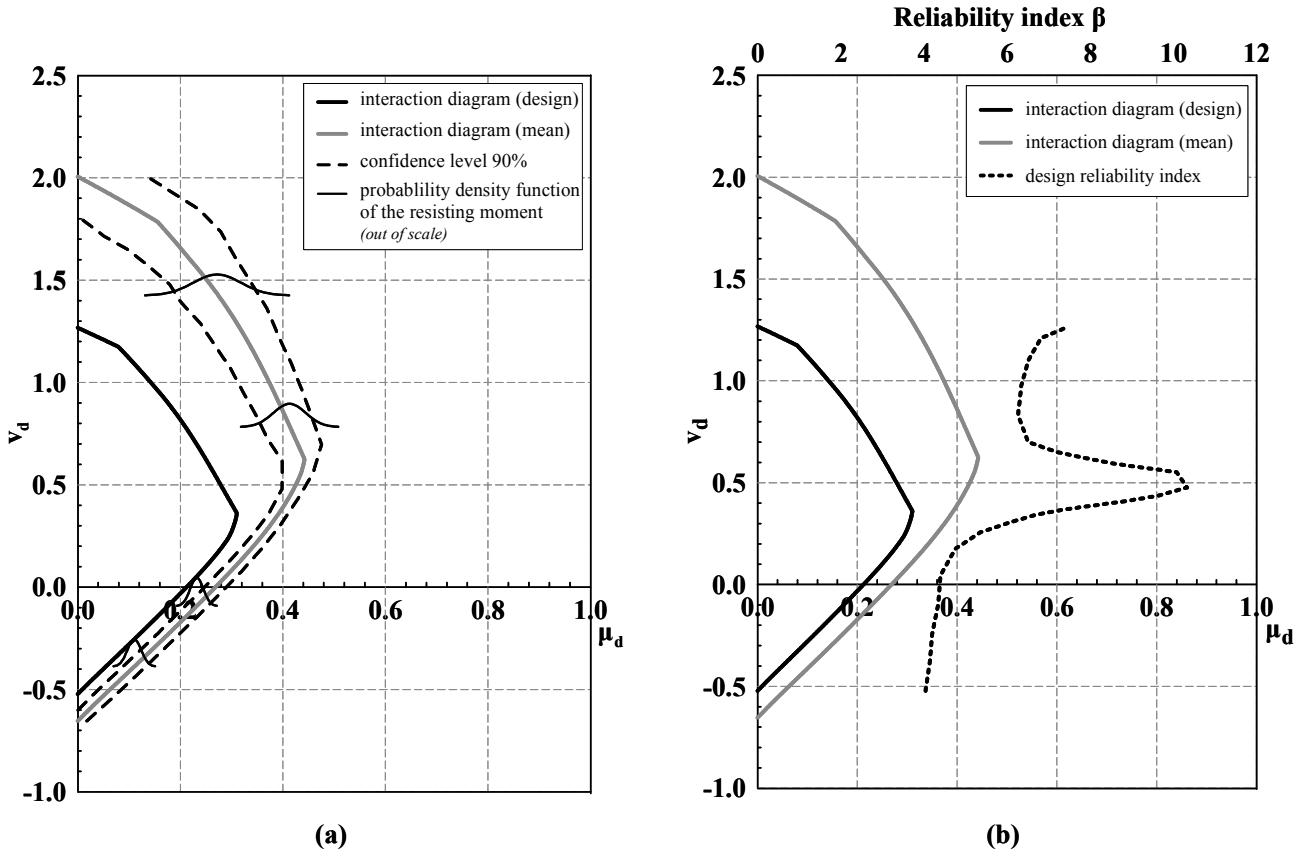 Reliability index β
0 2 4 6 8 10 12
2.5
2.0
1.5
1.0
0.5
0.0
-0.5
-1.0
νd
0.0 0.2 0.4 0.6 0.8 1.0
μd
interaction diagram (design)
interaction diagram (mean)
confidence level 90%
probablility density function
of the resisting moment
(out of scale)
(a)
2.5
2.0
1.5
1.0
0.5
0.0
-0.5
-1.0
νd
0.0 0.2 0.4 0.6 0.8 1.0
μd
interaction diagram (design)
interaction diagram (mean)
design reliability index
(b)